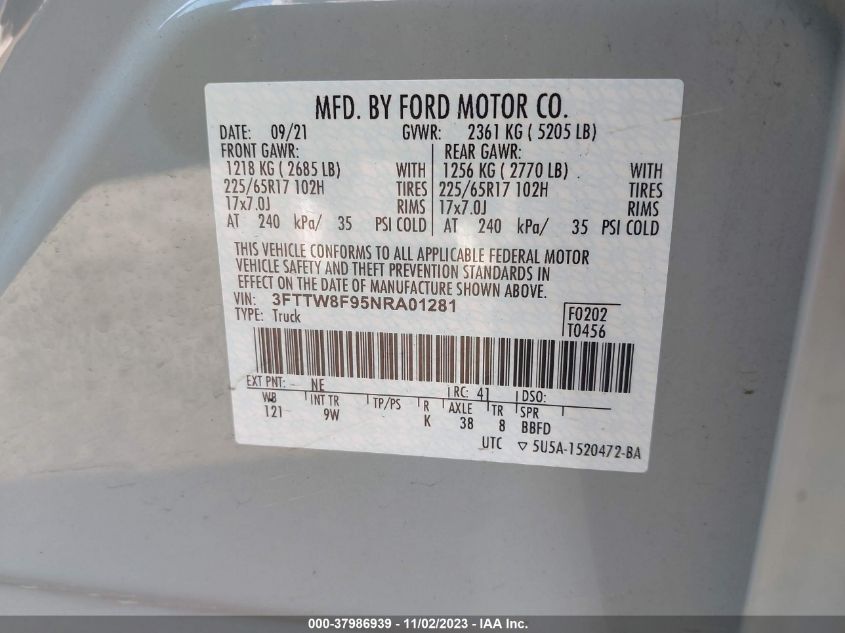 MFD. BY FORD MOTOR CO.
DATE: 09/21 GVWR: 2361 KG ( 5205 LB)
FRONT GAWR: REAR GAWR:
1218 KG ( 2685 LB) WITH 1256 KG ( 2770 LB) WITH
225/65R17 102H TIRES 225/65R17 102H TIRES
17x7.0J RIMS 17x7.0J RIMS
AT 240 kPa/ 35 PSI COLD AT 240 kPa/ 35 PSI COLD
THIS VEHICLE CONFORMS TO ALL APPLICABLE FEDERAL MOTOR
VEHICLE SAFETY AND THEFT PREVENTION STANDARDS IN
EFFECT ON THE DATE OF MANUFACTURE SHOWN ABOVE.
VIN: 3FTTW8F95NRA01281 F0202
TYPE: Truck T0456
EXT PNT: NE RC: 41 DSO:
WB INT TR TP/PS R AXLE TR SPR
121 9W K 38 8 BBFD
UTC ▽ 5U5A-1520472-BA
000-37986939 - 11/02/2023 - IAA Inc.